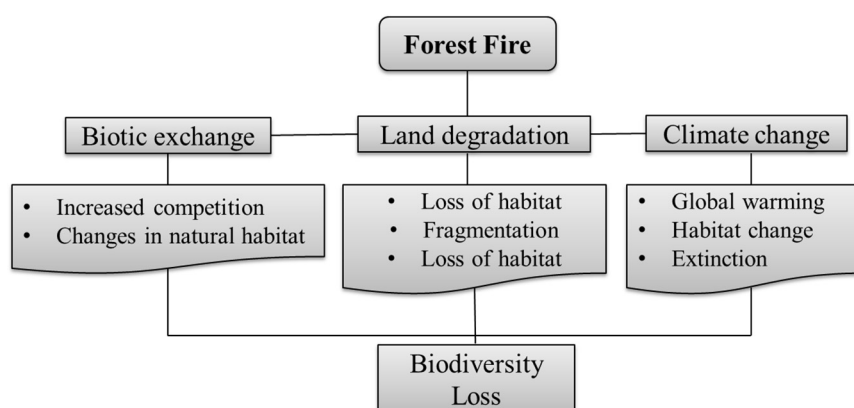 Forest Fire
Biotic exchange
Land degradation
Climate change
• Increased competition
• Changes in natural habitat
• Loss of habitat
• Fragmentation
• Loss of habitat
• Global warming
• Habitat change
• Extinction
Biodiversity
Loss